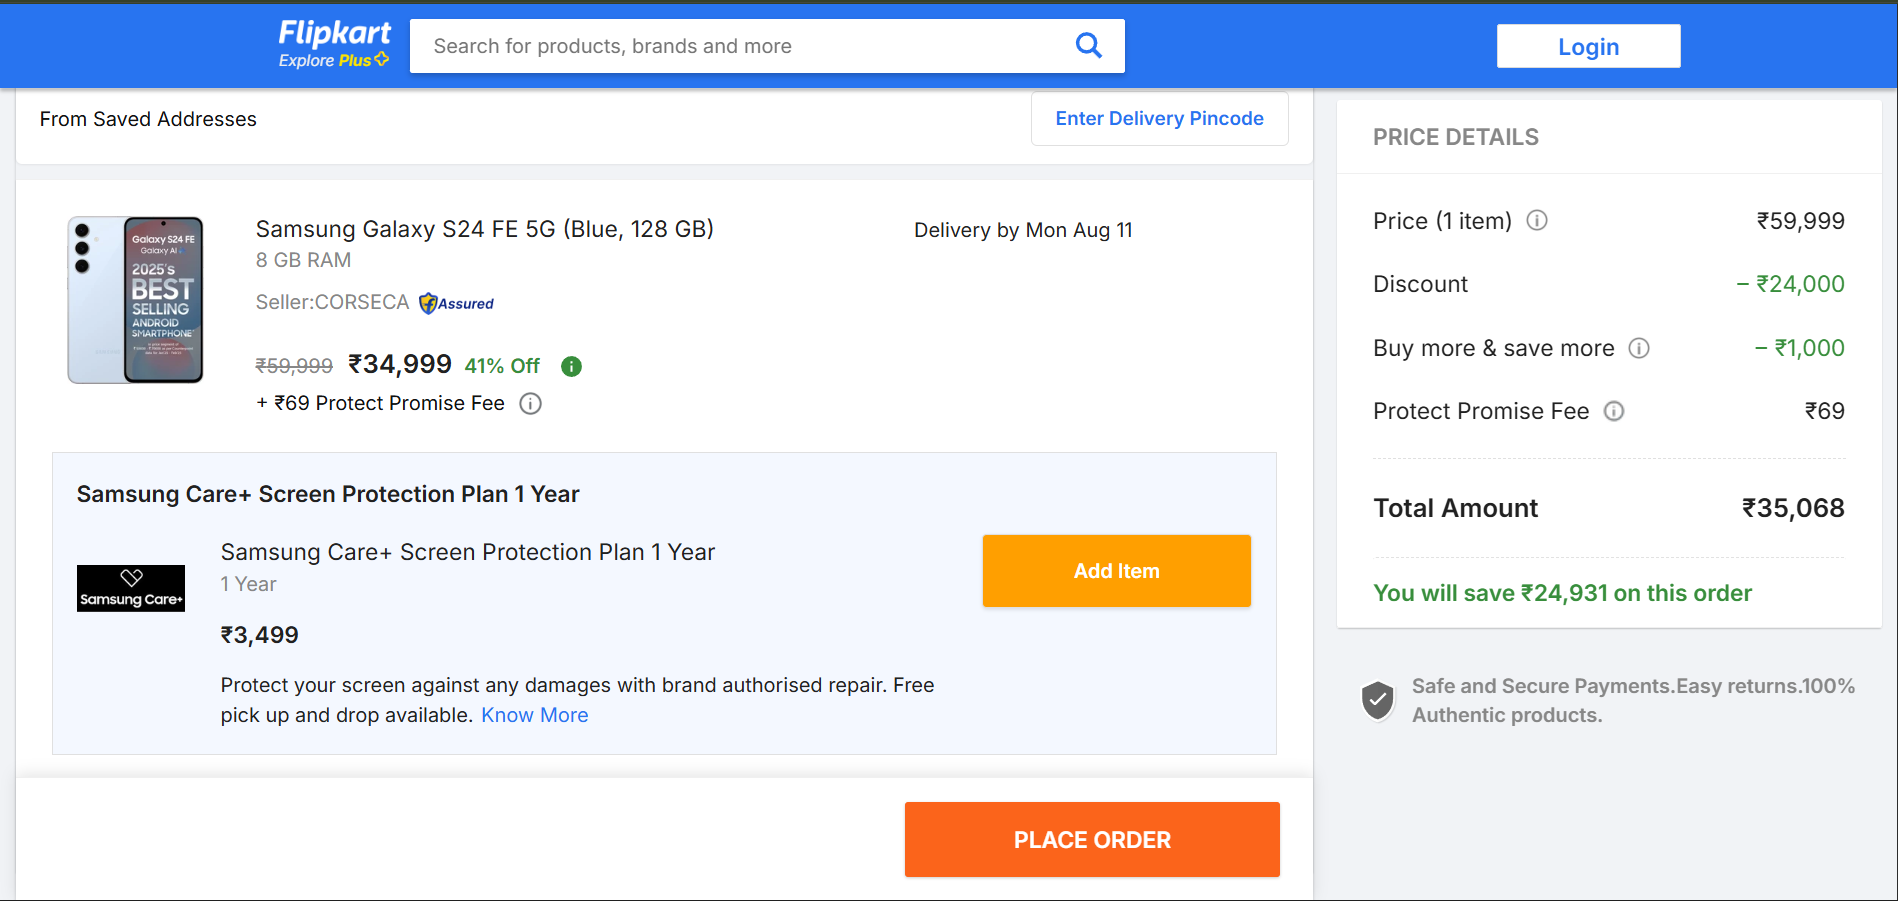 Flipkart
Explore Plus
Search for products, brands and more
Login
From Saved Addresses
Enter Delivery Pincode
Galaxy S24 FE
Galaxy AI
2025's
BEST
SELLING
ANDROID
SMARTPHONE
Samsung Galaxy S24 FE 5G (Blue, 128 GB)
8 GB RAM
Seller:CORSECA
Assured
₹59,999 ₹34,999 41% Off
+ ₹69 Protect Promise Fee
Delivery by Mon Aug 11
Samsung Care+ Screen Protection Plan 1 Year
Samsung Care+
Samsung Care+ Screen Protection Plan 1 Year
1 Year
₹3,499
Protect your screen against any damages with brand authorised repair. Free
pick up and drop available. Know More
Add Item
PLACE ORDER
PRICE DETAILS
Price (1 item) ₹59,999
Discount − ₹24,000
Buy more & save more − ₹1,000
Protect Promise Fee ₹69
Total Amount ₹35,068
You will save ₹24,931 on this order
Safe and Secure Payments.Easy returns.100%
Authentic products.